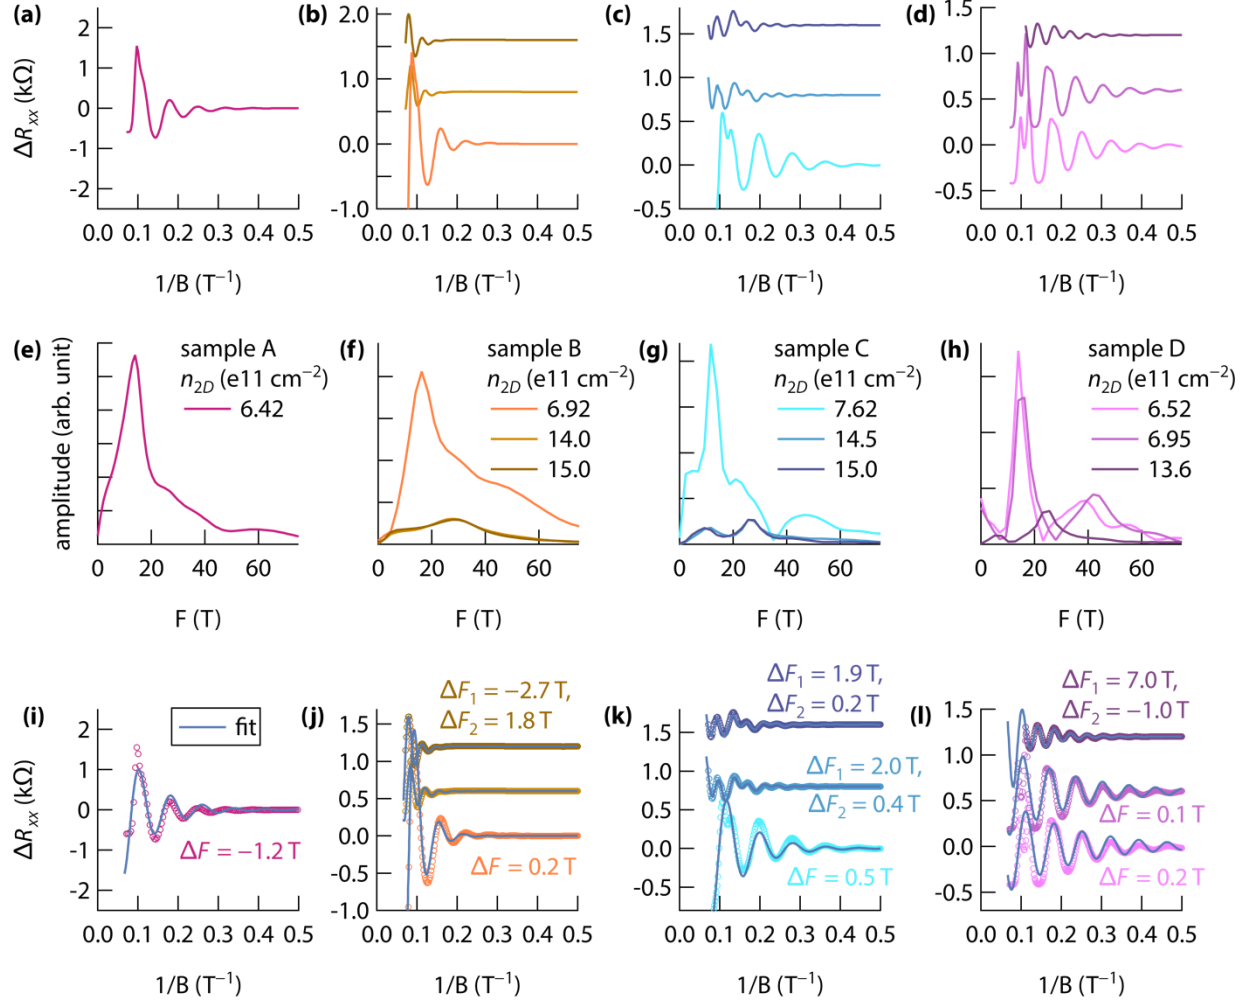 (a) (b) (c) (d)
ΔRxx (kΩ)
2 1 0 -1 -2
0.0 0.1 0.2 0.3 0.4 0.5
1/B (T⁻¹)
2.0 1.0 0.0 -1.0
0.0 0.1 0.2 0.3 0.4 0.5
1/B (T⁻¹)
1.5 1.0 0.5 0.0 -0.5
0.0 0.1 0.2 0.3 0.4 0.5
1/B (T⁻¹)
1.5 1.0 0.5 0.0 -0.5
0.0 0.1 0.2 0.3 0.4 0.5
1/B (T⁻¹)
(e) sample A
n2D (e11 cm⁻²)
6.42
amplitude (arb. unit)
0 20 40 60
F (T)
(f) sample B
n2D (e11 cm⁻²)
6.92
14.0
15.0
0 20 40 60
F (T)
(g) sample C
n2D (e11 cm⁻²)
7.62
14.5
15.0
0 20 40 60
F (T)
(h) sample D
n2D (e11 cm⁻²)
6.52
6.95
13.6
0 20 40 60
F (T)
(i)
fit
ΔF = −1.2 T
ΔRxx (kΩ)
2 1 0 -1 -2
0.0 0.1 0.2 0.3 0.4 0.5
1/B (T⁻¹)
(j)
ΔF1 = −2.7 T,
ΔF2 = 1.8 T
ΔF = 0.2 T
1.5 1.0 0.5 0.0 -0.5 -1.0
0.0 0.1 0.2 0.3 0.4 0.5
1/B (T⁻¹)
(k)
ΔF1 = 1.9 T,
ΔF2 = 0.2 T
ΔF1 = 2.0 T,
ΔF2 = 0.4 T
ΔF = 0.5 T
1.5 1.0 0.5 0.0 -0.5
0.0 0.1 0.2 0.3 0.4 0.5
1/B (T⁻¹)
(l)
ΔF1 = 7.0 T,
ΔF2 = −1.0 T
ΔF = 0.1 T
ΔF = 0.2 T
1.5 1.0 0.5 0.0 -0.5
0.0 0.1 0.2 0.3 0.4 0.5
1/B (T⁻¹)